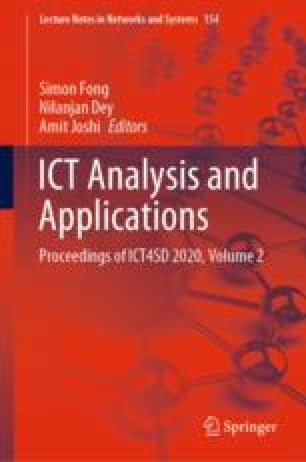 Lecture Notes in Networks and Systems 154
Simon Fong
Nilanjan Dey
Amit Joshi Editors
ICT Analysis and
Applications
Proceedings of ICT4SD 2020, Volume 2
Springer